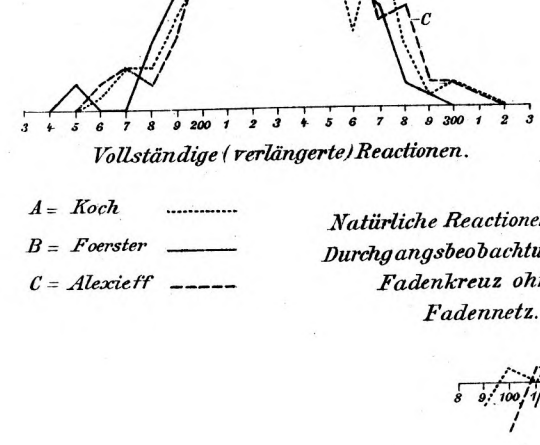 C
3 4 5 6 7 8 9 200 1 2 3 4 5 6 7 8 9 300 1 2 3
Vollständige (verlängerte) Reactionen.
A = Koch
B = Foerster
C = Alexieff
Natürliche Reactione
Durchgangsbeobachtu
Fadenkreuz oh
Fadennetz.
8 9 100 1